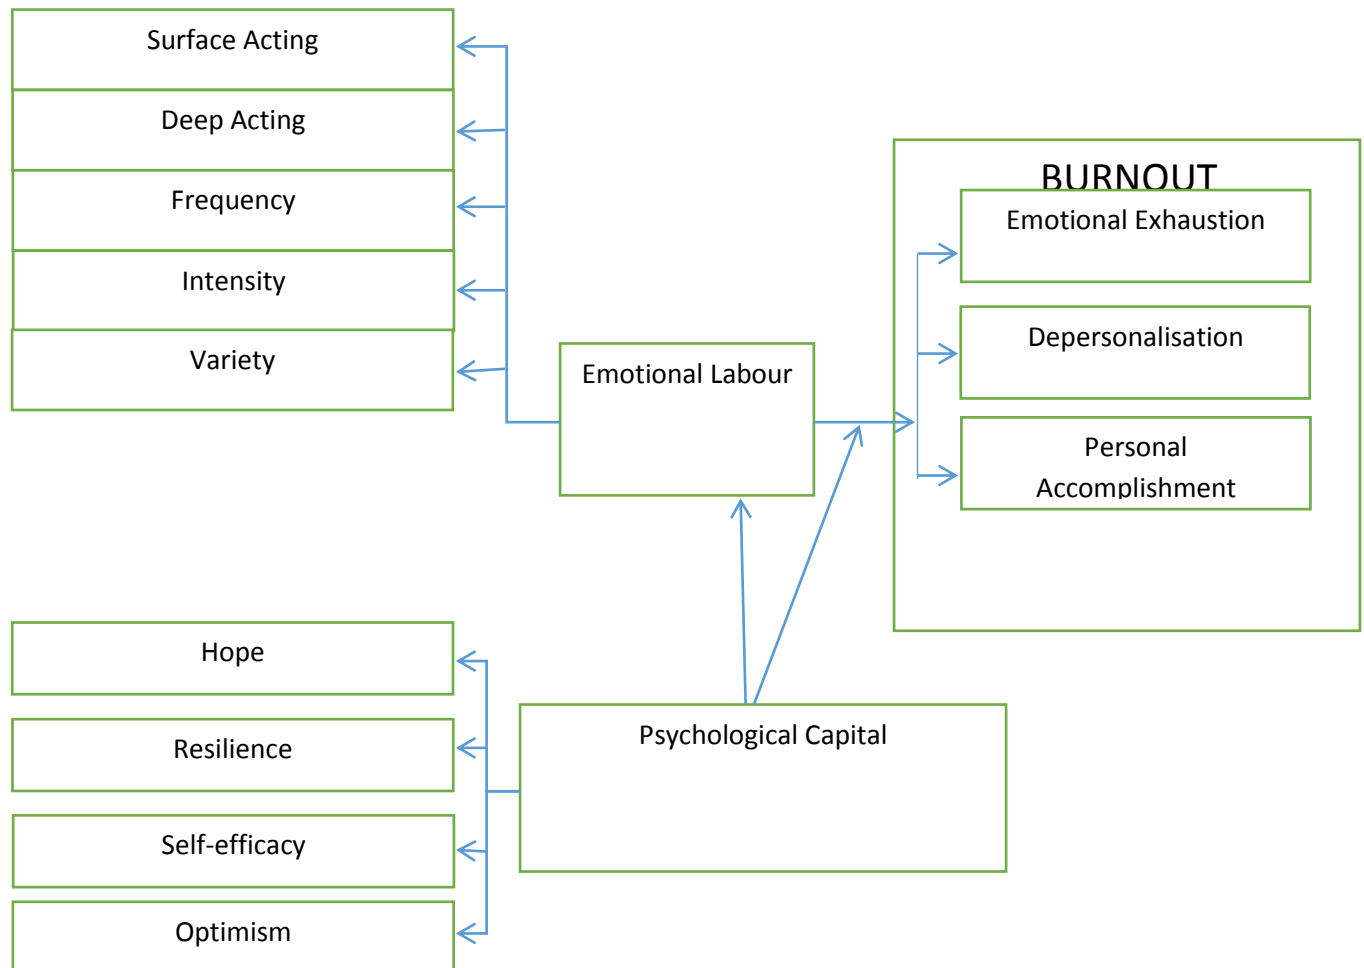 Surface Acting
Deep Acting
Frequency
Intensity
Variety
Emotional Labour
BURNOUT
Emotional Exhaustion
Depersonalisation
Personal
Accomplishment
Hope
Resilience
Self-efficacy
Optimism
Psychological Capital